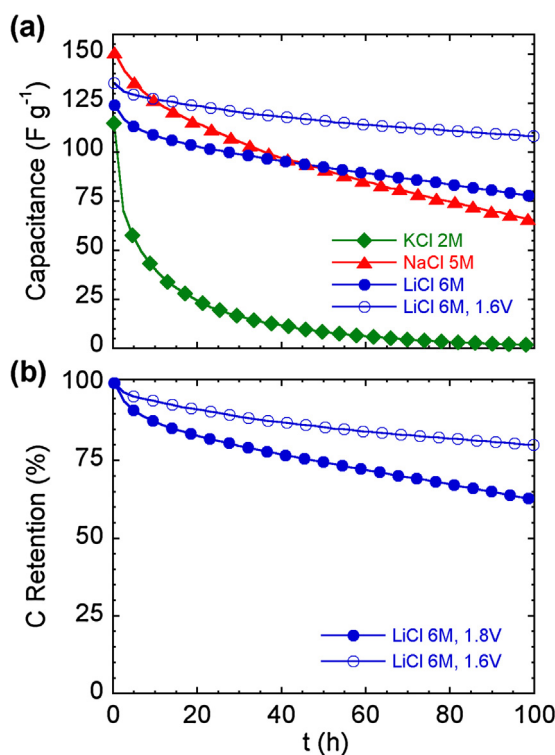 (a)
Capacitance (F g⁻¹)
150
125
100
75
50
25
0
KCl 2M
NaCl 5M
LiCl 6M
LiCl 6M, 1.6V
(b)
C Retention (%)
100
75
50
25
0
LiCl 6M, 1.8V
LiCl 6M, 1.6V
0 20 40 60 80 100
t (h)